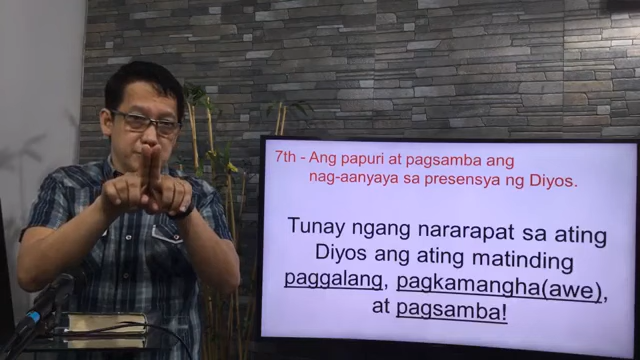 7th - Ang papuri at pagsamba ang
nag-aanyaya sa presensya ng Diyos.
Tunay ngang nararapat sa ating
Diyos ang ating matinding
paggalang, pagkamangha(awe),
at pagsamba!